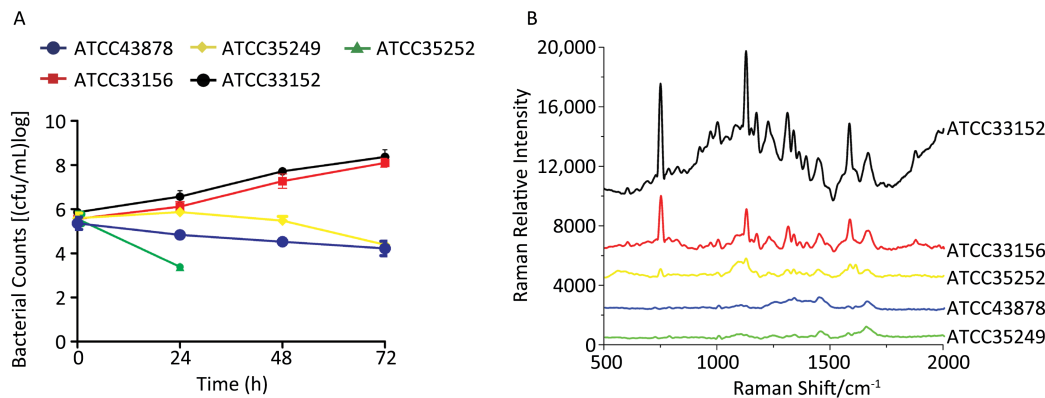 A
ATCC43878 ATCC35249 ATCC35252
ATCC33156 ATCC33152
Bacterial Counts [(cfu/mL)log]
10
8
6
4
2
0
0 24 48 72
Time (h)
B
Raman Relative Intensity
20,000
16,000
12,000
8000
4000
0
ATCC33152
ATCC33156
ATCC35252
ATCC43878
ATCC35249
500 1000 1500 2000
Raman Shift/cm⁻¹